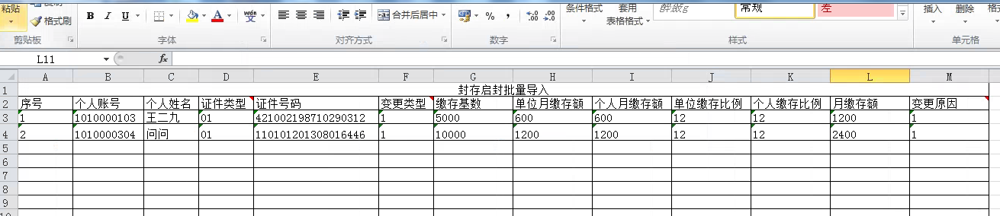 粘贴
格式刷
B I U A wén 文
合并后居中
% , .00
常规
差
条件格式 套用
表格格式
插入 删除
剪贴板 字体 对齐方式 数字 样式 单元格
L11 fx
A B C D E F G H I J K L M
1 封存启封批量导入
2 序号 个人账号 个人姓名 证件类型 证件号码 变更类型 缴存基数 单位月缴存额 个人月缴存额 单位缴存比例 个人缴存比例 月缴存额 变更原因
3 1 1010000103 王二九 01 421002198710290312 1 5000 600 600 12 12 1200 1
4 2 1010000304 问问 01 110101201308016446 1 10000 1200 1200 12 12 2400 1
5
6
7
8
9